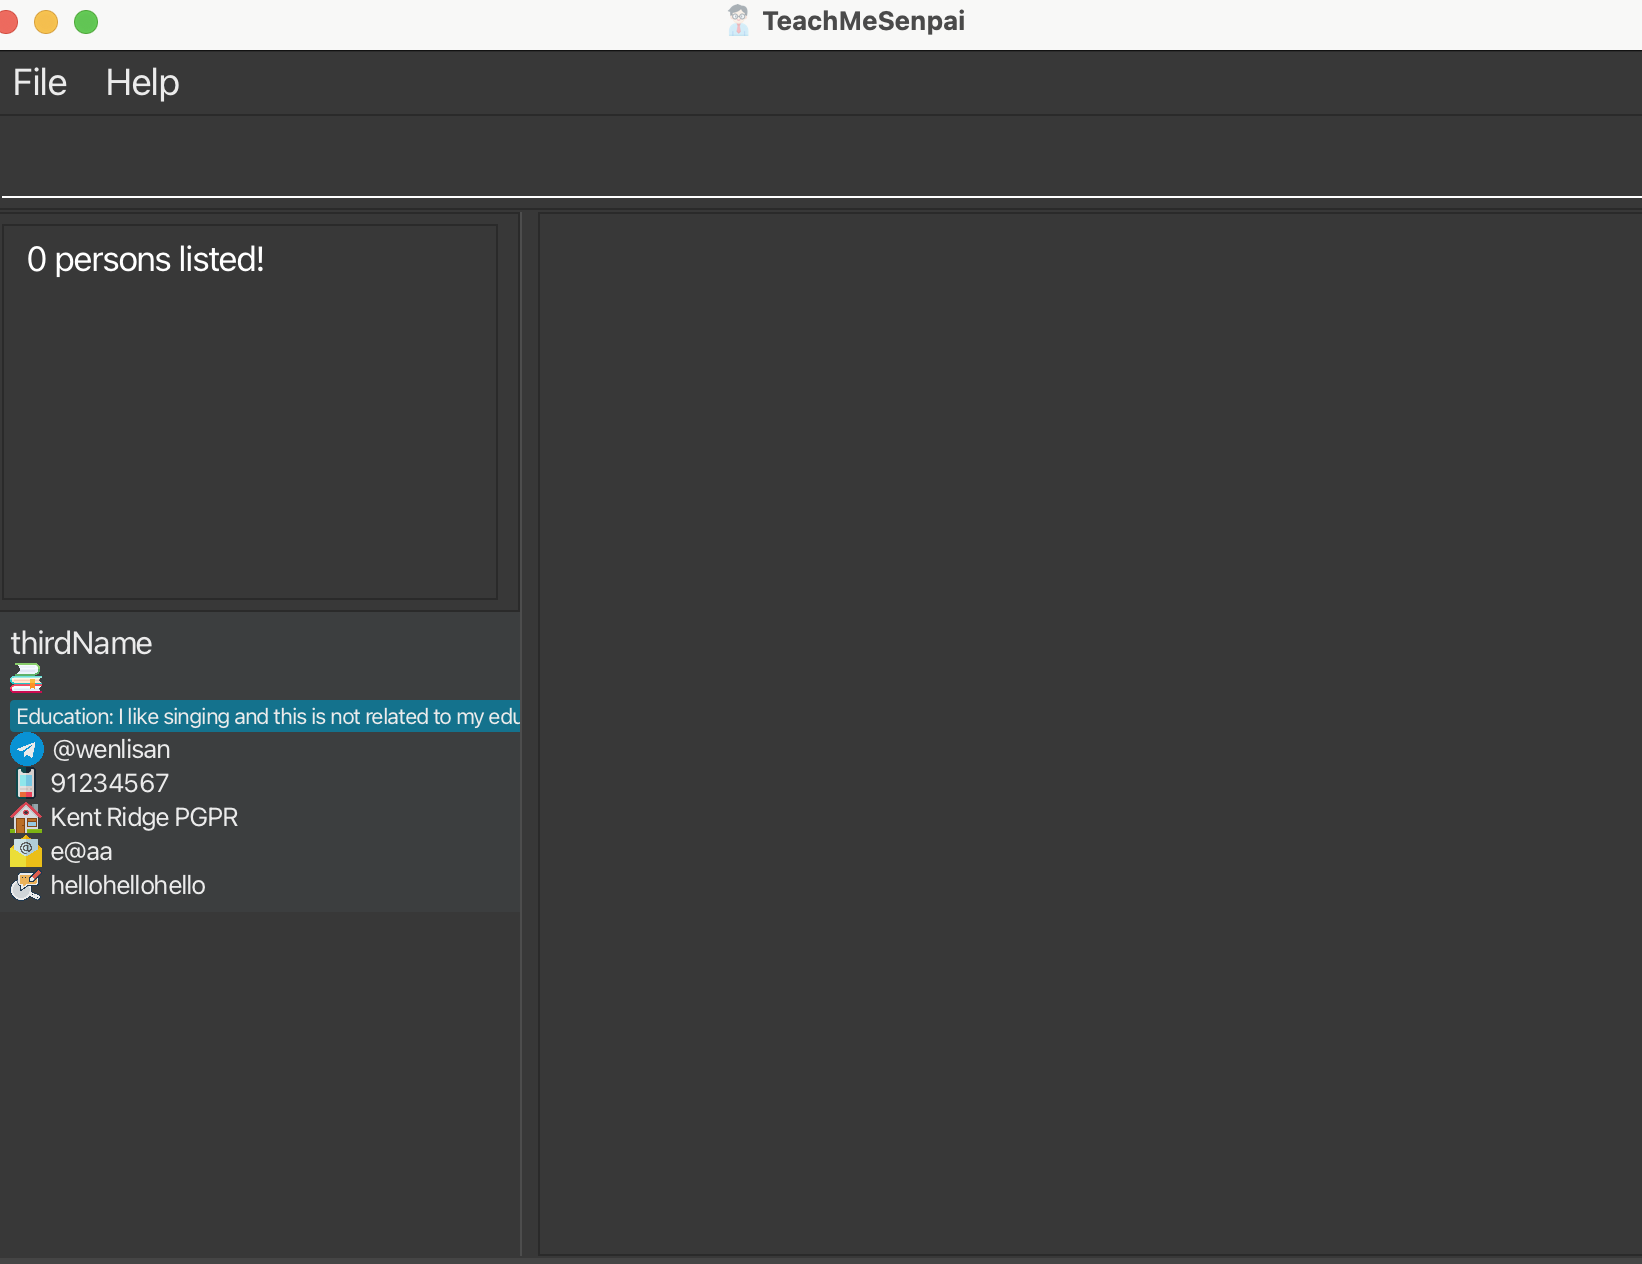 TeachMeSenpai
File Help
0 persons listed!
thirdName
Education: I like singing and this is not related to my edu
@wenlisan
91234567
Kent Ridge PGPR
e@aa
hellohellohello